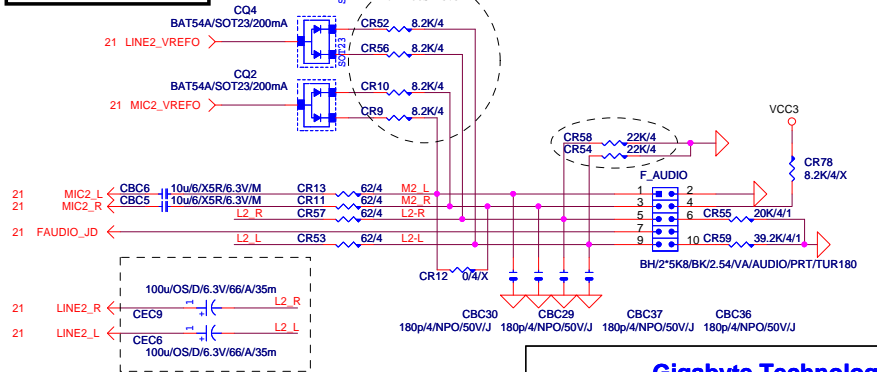 CQ4
BAT54A/SOT23/200mA
21 LINE2_VREFO
SOT23
CR52 8.2K/4
CR56 8.2K/4
CQ2
BAT54A/SOT23/200mA
21 MIC2_VREFO
CR10 8.2K/4
CR9 8.2K/4
VCC3
CR58 22K/4
CR54 22K/4
CR78
8.2K/4/X
F_AUDIO
21 MIC2_L CBC6 10u/6/X5R/6.3V/M CR13 62/4 M2_L 1 2
21 MIC2_R CBC5 10u/6/X5R/6.3V/M CR11 62/4 M2_R 3 4
L2_R CR57 62/4 L2-R 5 6 CR55 20K/4/1
21 FAUDIO_JD 7
L2_L CR53 62/4 L2-L 9 10 CR59 39.2K/4/1
BH/2*5K8/BK/2.54/VA/AUDIO/PRT/TUR180
CR12 0/4/X
100u/OS/D/6.3V/66/A/35m
21 LINE2_R 1 L2_R
CEC9
21 LINE2_L 1 L2_L
CEC6
100u/OS/D/6.3V/66/A/35m
CBC30 CBC29 CBC37 CBC36
180p/4/NPO/50V/J 180p/4/NPO/50V/J 180p/4/NPO/50V/J 180p/4/NPO/50V/J